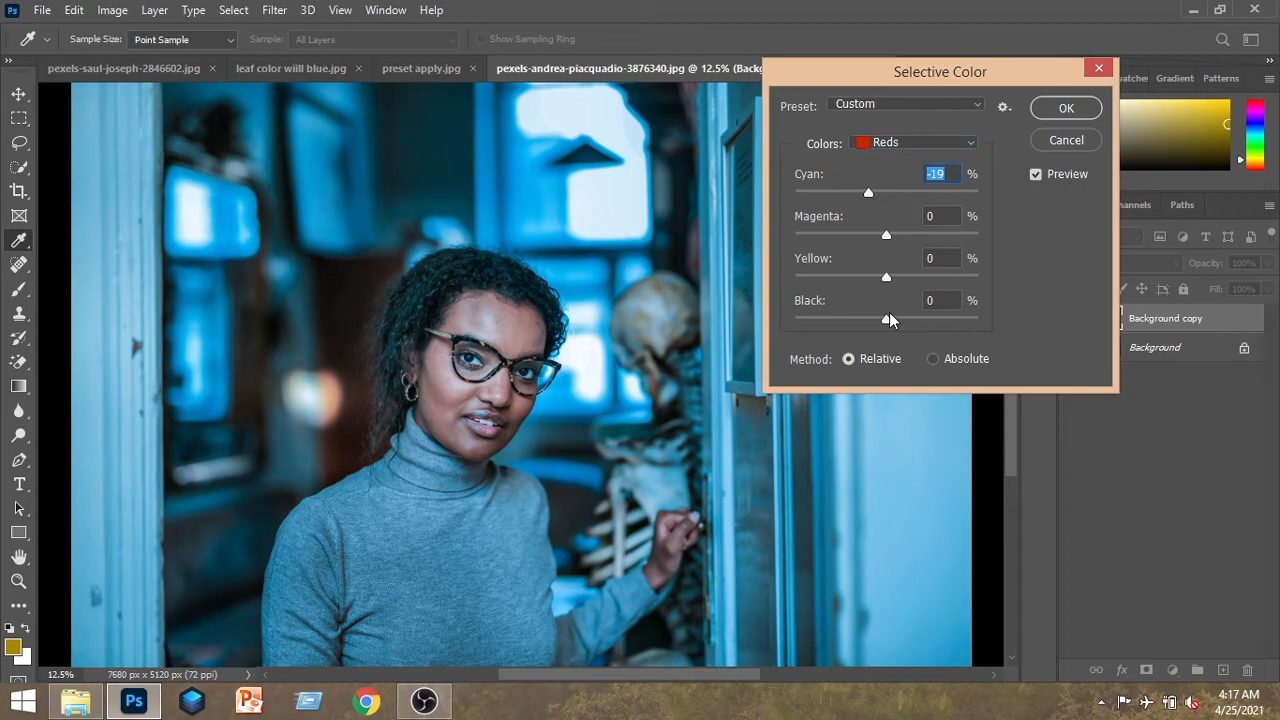 Ps File Edit Image Layer Type Select Filter 3D View Window Help
Sample Size: Point Sample Sample: All Layers Show Sampling Ring
pexels-saul-joseph-2846602.jpg × leaf color wiill blue.jpg × preset apply.jpg × pexels-andrea-piacquadio-3876340.jpg @ 12.5% (Backg
Selective Color
Gradient Patterns
Preset: Custom
OK
Colors: Reds
Cancel
Cyan: -19 %
Preview
Magenta: 0 %
Paths
Yellow: 0 %
Opacity: 100%
Black: 0 %
Fill: 100%
Background copy
Background
Method: Relative Absolute
12.5% 7680 px x 5120 px (72 ppi)
Ps
4:17 AM
4/25/2021